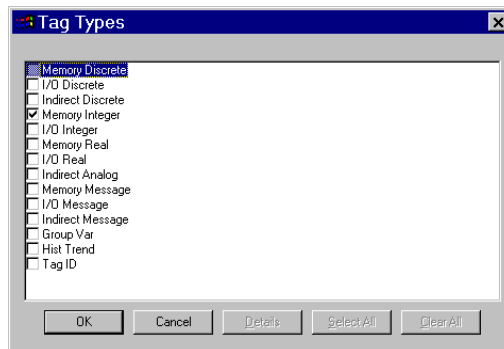 Tag Types
Memory Discrete
I/O Discrete
Indirect Discrete
Memory Integer
I/O Integer
Memory Real
I/O Real
Indirect Analog
Memory Message
I/O Message
Indirect Message
Group Var
Hist Trend
Tag ID
OK Cancel Details Select All Clear All